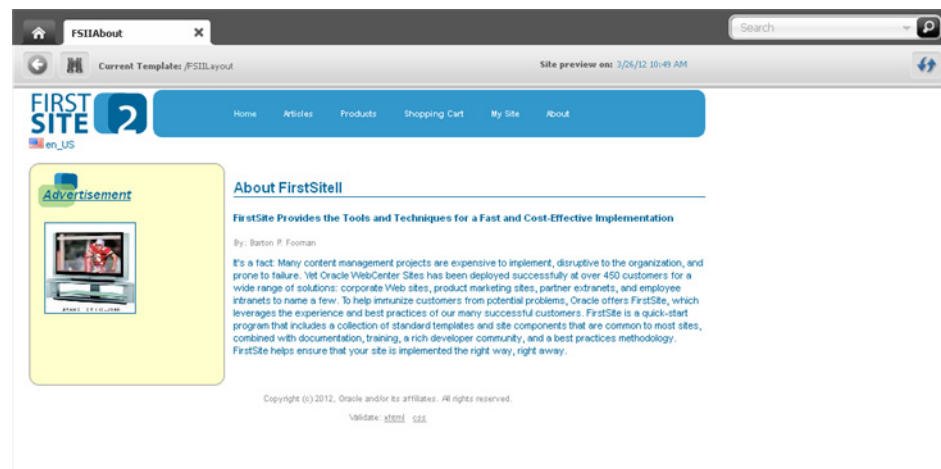 FSIIAbout
Search
Current Template: /FSIILayout
Site preview on: 3/26/12 10:49 AM
FIRST
SITE 2
Home Articles Products Shopping Cart My Site About
en_US
Advertisement
About FirstSiteII
FirstSite Provides the Tools and Techniques for a Fast and Cost-Effective Implementation
By: Barton P. Fooman
It's a fact: Many content management projects are expensive to implement, disruptive to the organization, and
prone to failure. Yet Oracle WebCenter Sites has been deployed successfully at over 450 customers for a
wide range of solutions: corporate Web sites, product marketing sites, partner extranets, and employee
intranets to name a few. To help immunize customers from potential problems, Oracle offers FirstSite, which
leverages the experience and best practices of our many successful customers. FirstSite is a quick-start
program that includes a collection of standard templates and site components that are common to most sites,
combined with documentation, training, a rich developer community, and a best practices methodology.
FirstSite helps ensure that your site is implemented the right way, right away.
Copyright (c) 2012, Oracle and/or its affiliates. All rights reserved.
Validate: xhtml css